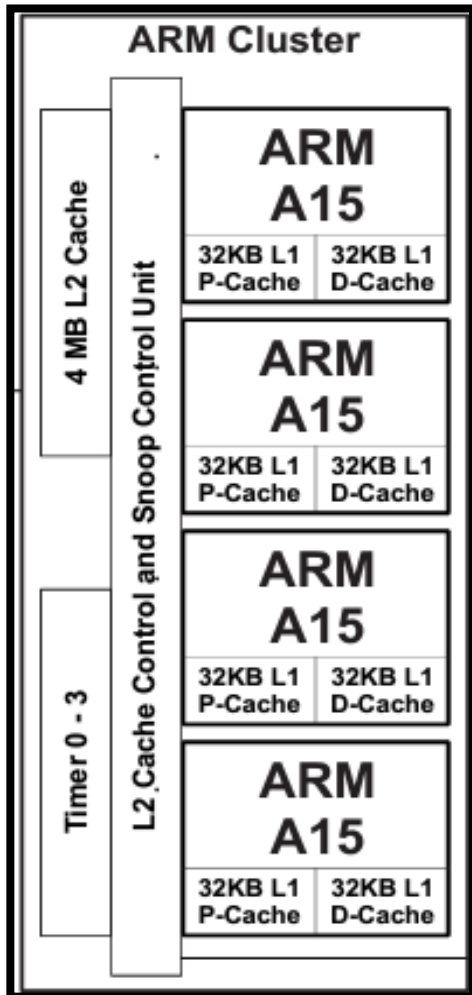 ARM Cluster
4 MB L2 Cache
Timer 0 - 3
L2 Cache Control and Snoop Control Unit
ARM
A15
32KB L1
P-Cache
32KB L1
D-Cache
ARM
A15
32KB L1
P-Cache
32KB L1
D-Cache
ARM
A15
32KB L1
P-Cache
32KB L1
D-Cache
ARM
A15
32KB L1
P-Cache
32KB L1
D-Cache